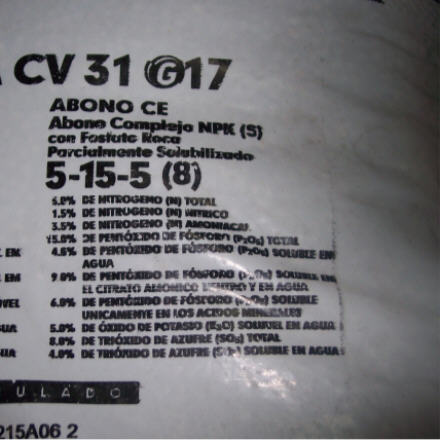 CV 31 G17
ABONO CE
Abono Complejo NPK (S)
con Fosfato Roca
Parcialmente Solubilizado
5-15-5 (8)
5.0% DE NITROGENO (N) TOTAL
1.5% DE NITROGENO (N) NITRICO
3.5% DE NITROGENO (N) AMONIACAL
15.0% DE PENTÓXIDO DE FÓSFORO (P₂O₅) TOTAL
4.5% DE PENTÓXIDO DE FÓSFORO (P₂O₅) SOLUBLE EN
AGUA
9.0% DE PENTÓXIDO DE FÓSFORO (P₂O₅) SOLUBLE EN
EL CITRATO AMONICO NEUTRO Y EN AGUA
6.0% DE PENTÓXIDO DE FÓSFORO (P₂O₅) SOLUBLE
UNICAMENTE EN LOS ACIDOS MINERALES
5.0% DE ÓXIDO DE POTASIO (K₂O) SOLUVEL EN AGUA
8.0% DE TRIÓXIDO DE AZUFRE (SO₃) TOTAL
4.0% DE TRIÓXIDO DE AZUFRE (SO₃) SOLUBLE EN AGUA
ULADO
215A06 2